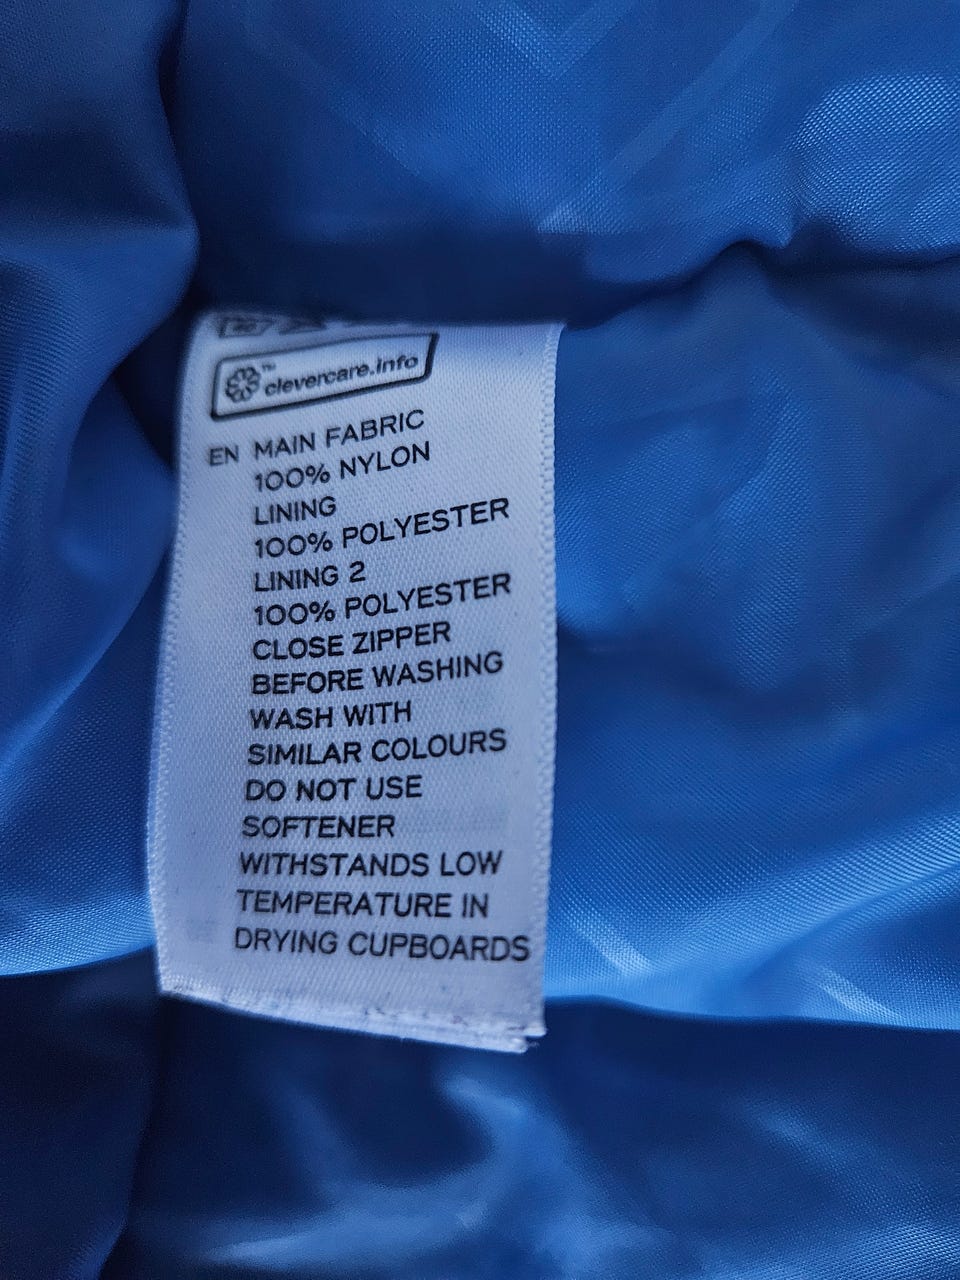 ™ clevercare.info
EN MAIN FABRIC
100% NYLON
LINING
100% POLYESTER
LINING 2
100% POLYESTER
CLOSE ZIPPER
BEFORE WASHING
WASH WITH
SIMILAR COLOURS
DO NOT USE
SOFTENER
WITHSTANDS LOW
TEMPERATURE IN
DRYING CUPBOARDS